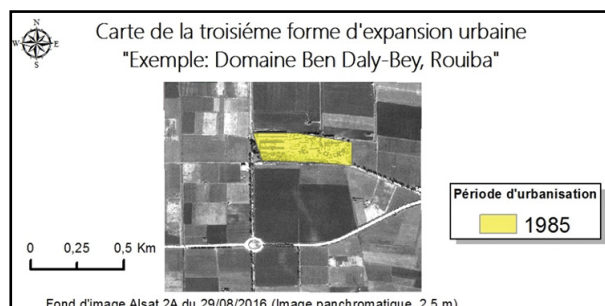 Carte de la troisiéme forme d'expansion urbaine
"Exemple: Domaine Ben Daly-Bey, Rouiba"
N
W E
S
Période d'urbanisation
1985
0 0,25 0,5 Km
Fond d'image Alsat 2A du 29/08/2016 (Image panchromatique, 2,5 m)